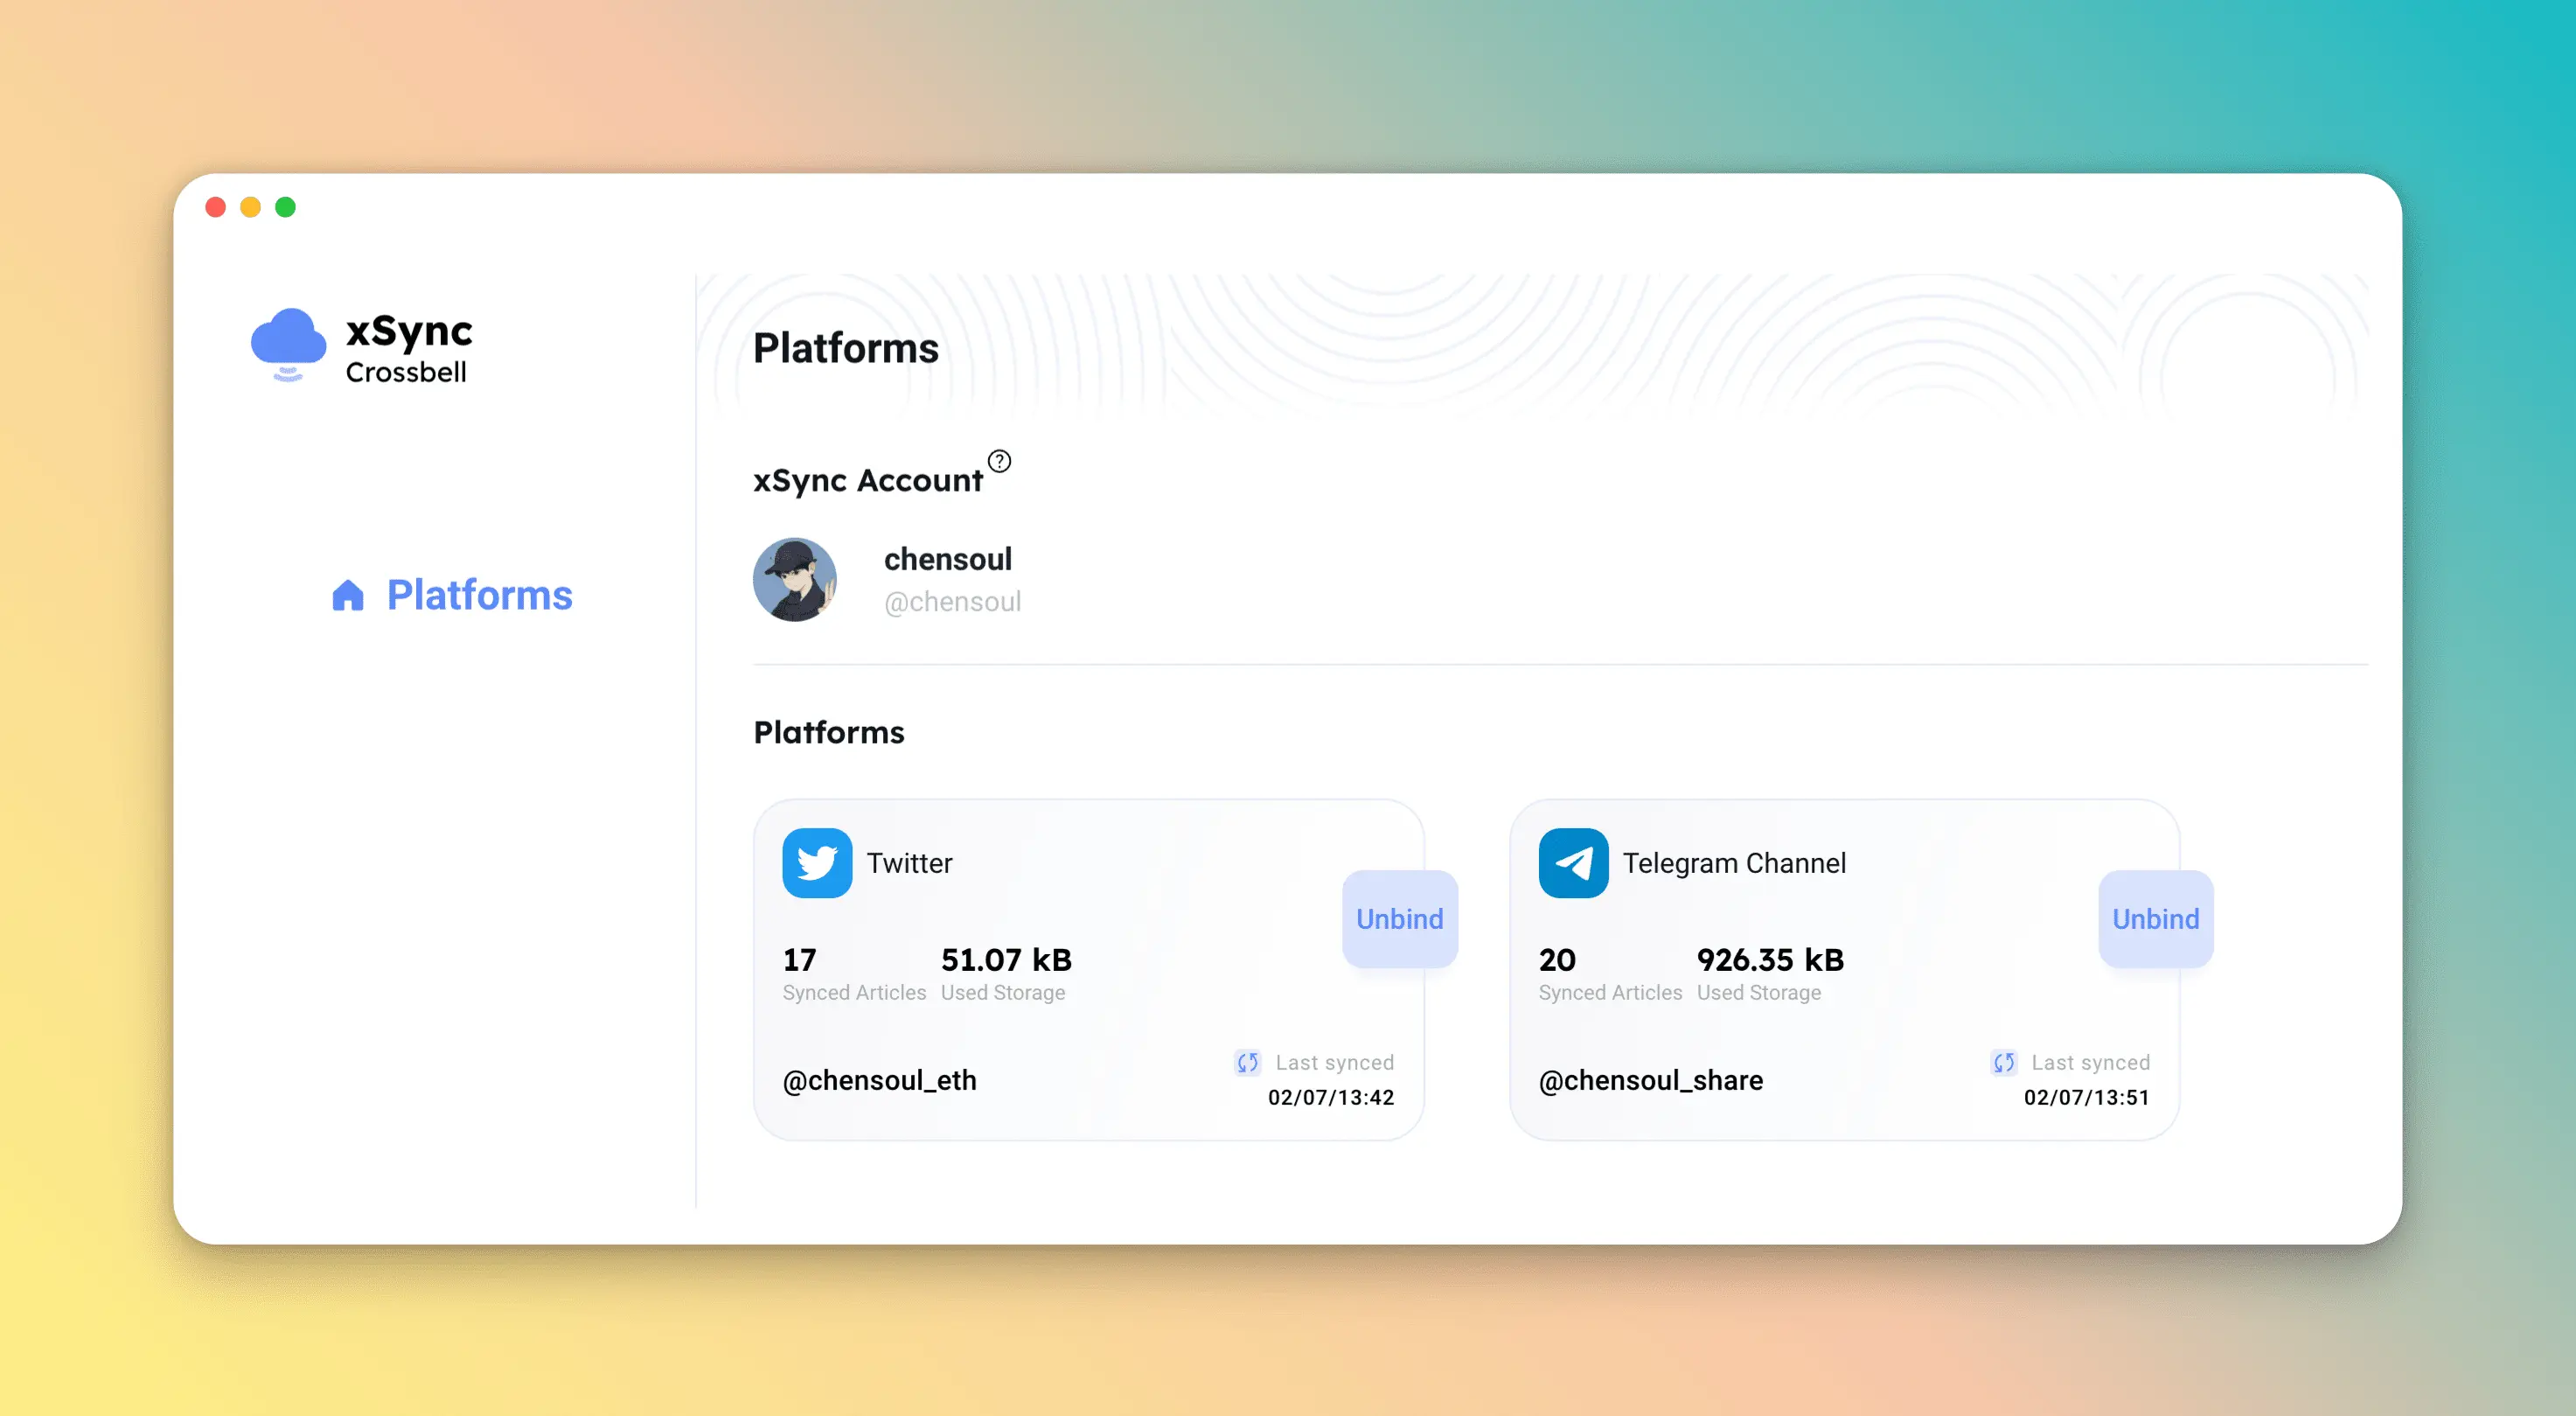 xSync
Crossbell
Platforms
Platforms
xSync Account
?
chensoul
@chensoul
Platforms
Twitter
Unbind
17
51.07 kB
Synced Articles
Used Storage
@chensoul_eth
Last synced
02/07/13:42
Telegram Channel
Unbind
20
926.35 kB
Synced Articles
Used Storage
@chensoul_share
Last synced
02/07/13:51